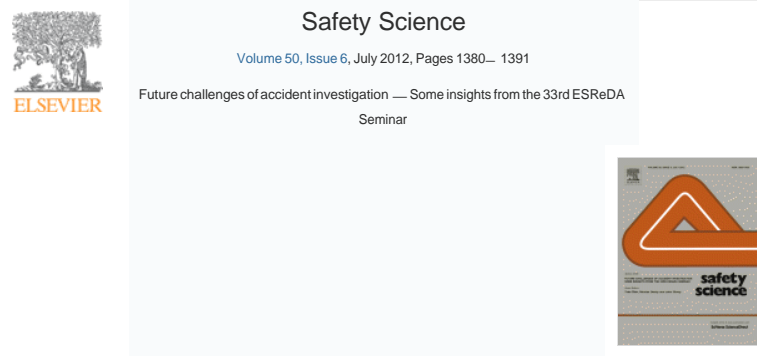 Safety Science
Volume 50, Issue 6, July 2012, Pages 1380– 1391
Future challenges of accident investigation — Some insights from the 33rd ESReDA
Seminar
ELSEVIER
safety
science